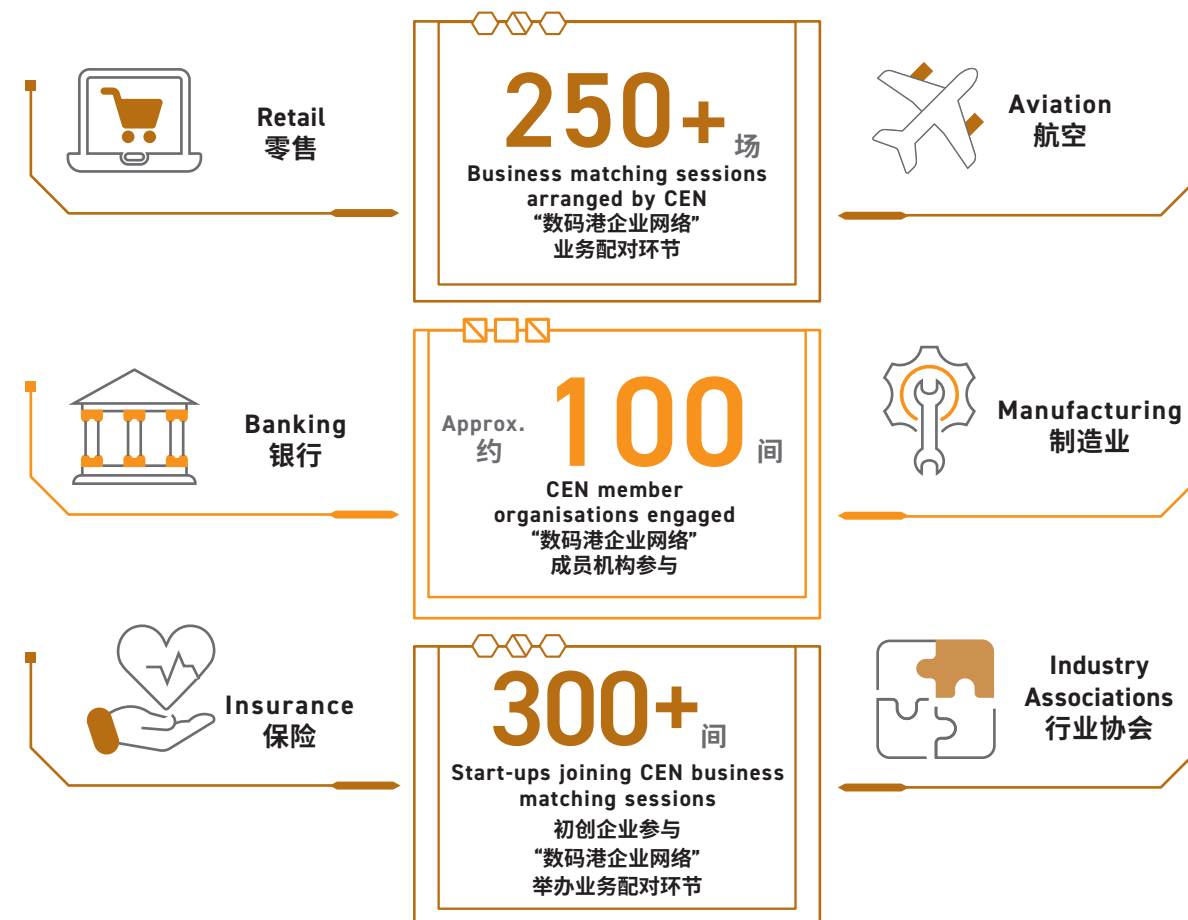 Retail
零售
250+ 场
Business matching sessions
arranged by CEN
“数码港企业网络”
业务配对环节
Aviation
航空
Banking
银行
Approx.
约
100 间
CEN member
organisations engaged
“数码港企业网络”
成员机构参与
Manufacturing
制造业
Insurance
保险
300+ 间
Start-ups joining CEN business
matching sessions
初创企业参与
“数码港企业网络”
举办业务配对环节
Industry
Associations
行业协会